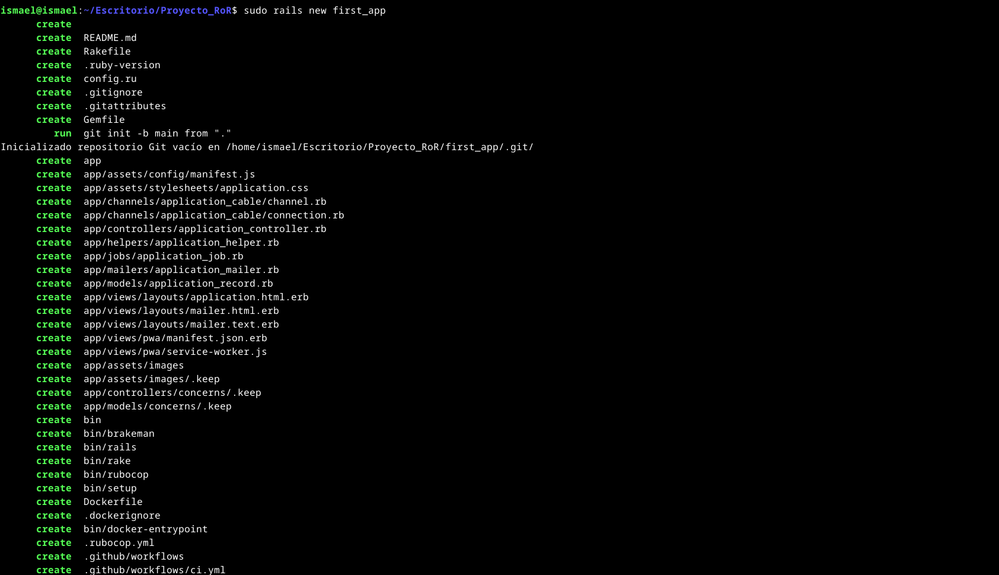 ismael@ismael:~/Escritorio/Proyecto_RoR$ sudo rails new first_app
create
create README.md
create Rakefile
create .ruby-version
create config.ru
create .gitignore
create .gitattributes
create Gemfile
run git init -b main from "."
Inicializado repositorio Git vacío en /home/ismael/Escritorio/Proyecto_RoR/first_app/.git/
create app
create app/assets/config/manifest.js
create app/assets/stylesheets/application.css
create app/channels/application_cable/channel.rb
create app/channels/application_cable/connection.rb
create app/controllers/application_controller.rb
create app/helpers/application_helper.rb
create app/jobs/application_job.rb
create app/mailers/application_mailer.rb
create app/models/application_record.rb
create app/views/layouts/application.html.erb
create app/views/layouts/mailer.html.erb
create app/views/layouts/mailer.text.erb
create app/views/pwa/manifest.json.erb
create app/views/pwa/service-worker.js
create app/assets/images
create app/assets/images/.keep
create app/controllers/concerns/.keep
create app/models/concerns/.keep
create bin
create bin/brakeman
create bin/rails
create bin/rake
create bin/rubocop
create bin/setup
create Dockerfile
create .dockerignore
create bin/docker-entrypoint
create .rubocop.yml
create .github/workflows
create .github/workflows/ci.yml